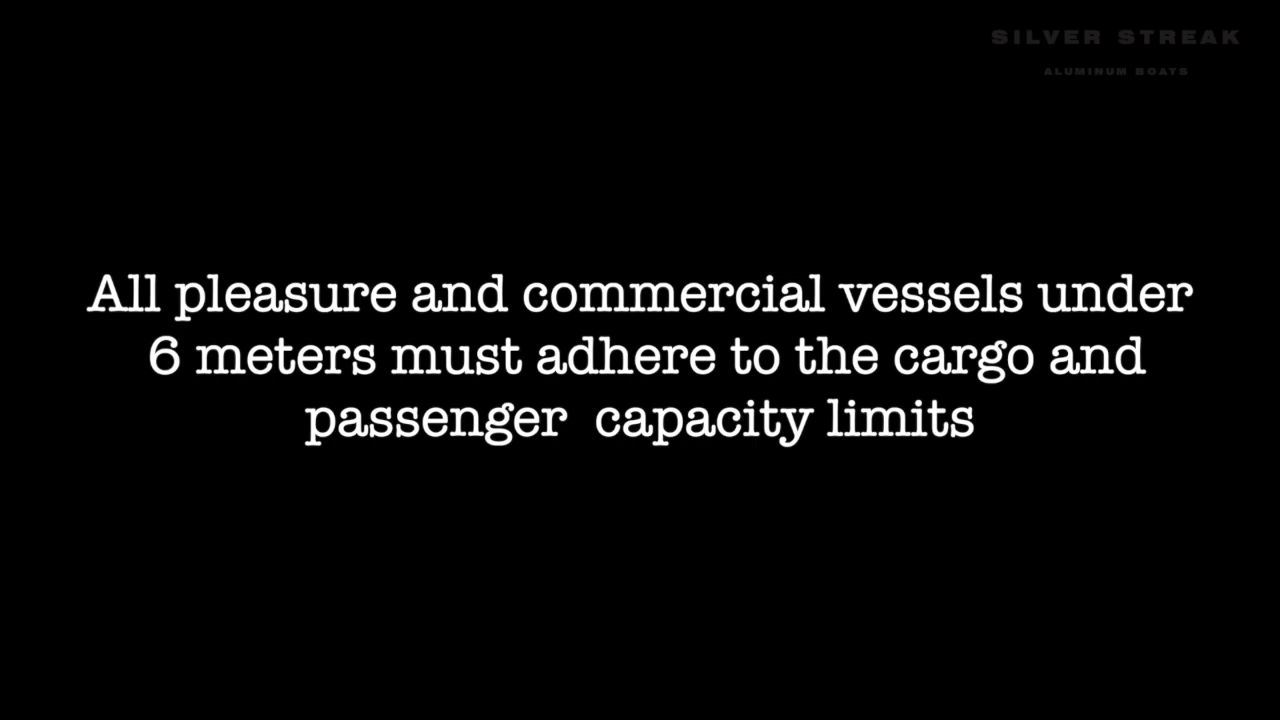 SILVER STREAK
ALUMINUM BOATS
All pleasure and commercial vessels under
6 meters must adhere to the cargo and
passenger  capacity limits